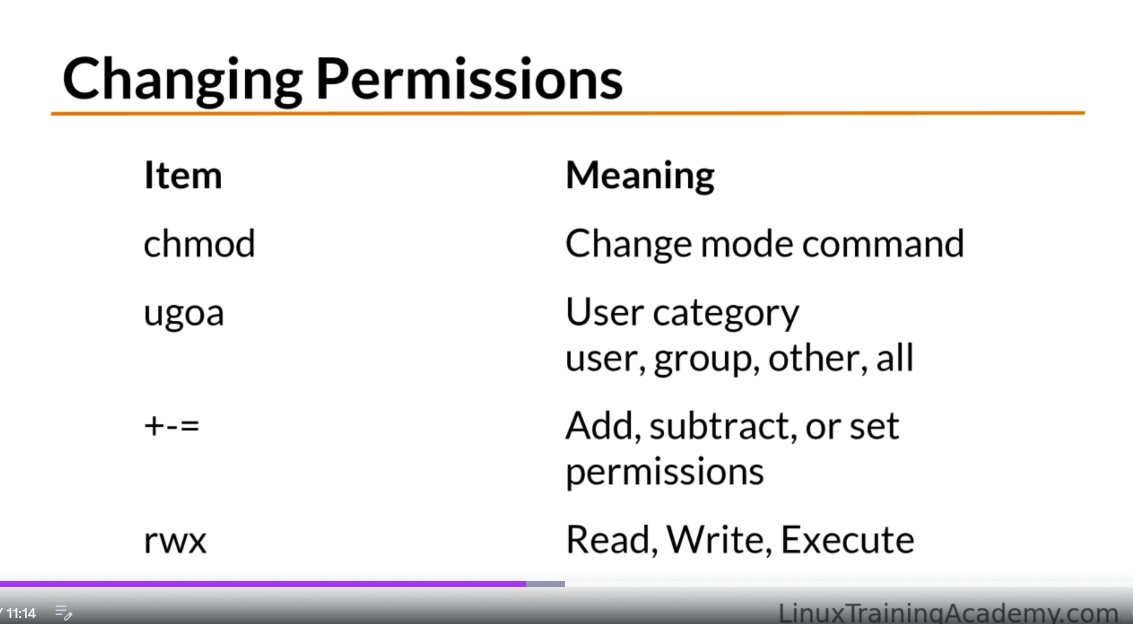 Changing Permissions
Item Meaning
chmod Change mode command
ugoa User category
user, group, other, all
+-= Add, subtract, or set
permissions
rwx Read, Write, Execute
/ 11:14
LinuxTrainingAcademy.com